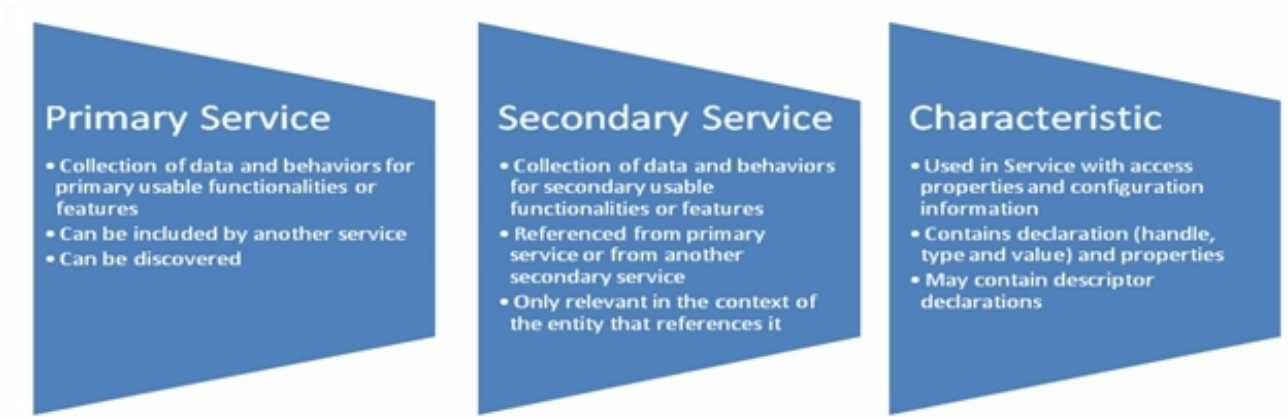 Primary Service
• Collection of data and behaviors for
primary usable functionalities or
features
• Can be included by another service
• Can be discovered
Secondary Service
• Collection of data and behaviors
for secondary usable
functionalities or features
• Referenced from primary
service or from another
secondary service
• Only relevant in the context of
the entity that references it
Characteristic
• Used in Service with access
properties and configuration
information
• Contains declaration (handle,
type and value) and properties
• May contain descriptor
declarations